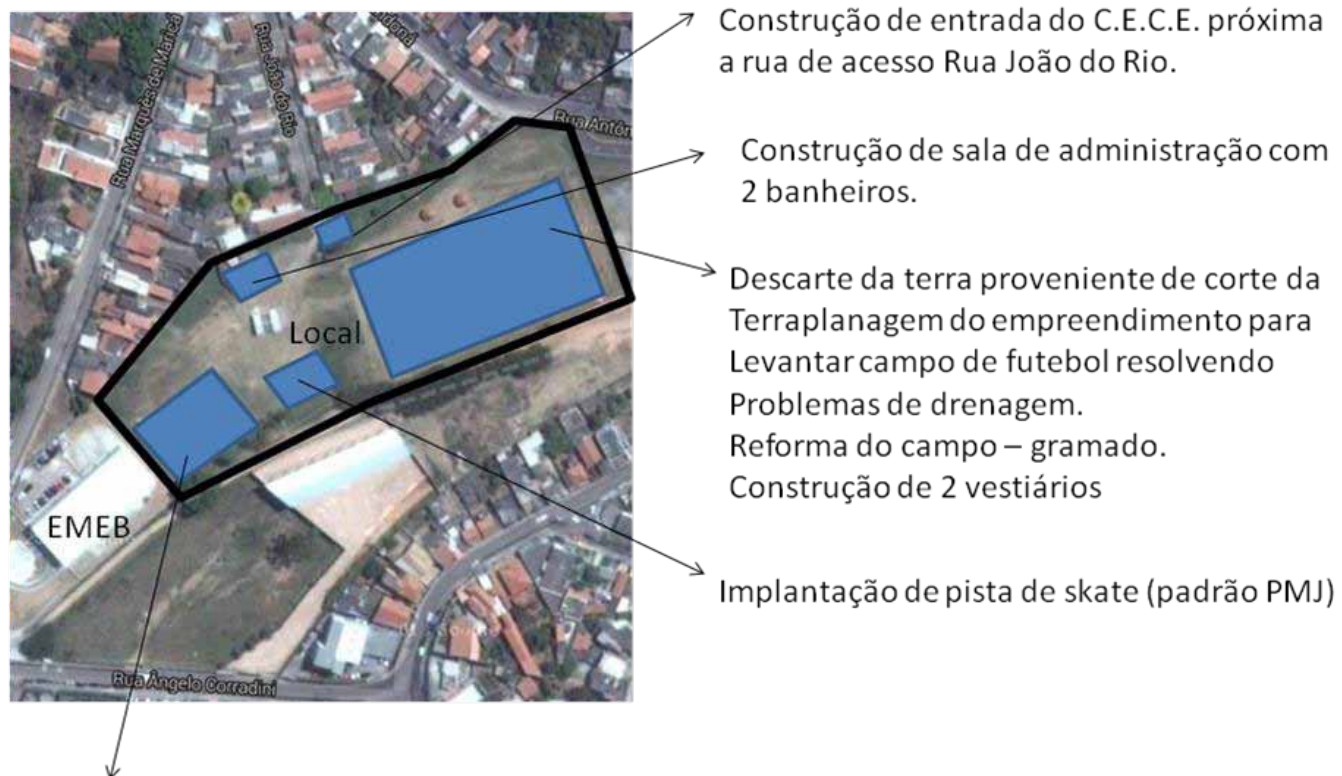 Construção de entrada do C.E.C.E. próxima
a rua de acesso Rua João do Rio.
Construção de sala de administração com
2 banheiros.
Descarte da terra proveniente de corte da
Terraplanagem do empreendimento para
Levantar campo de futebol resolvendo
Problemas de drenagem.
Reforma do campo – gramado.
Construção de 2 vestiários
Implantação de pista de skate (padrão PMJ)
Rua Marquês de Maricá
Rua João do Rio
Rua Antôn
Local
EMEB
Rua Ângelo Corradini